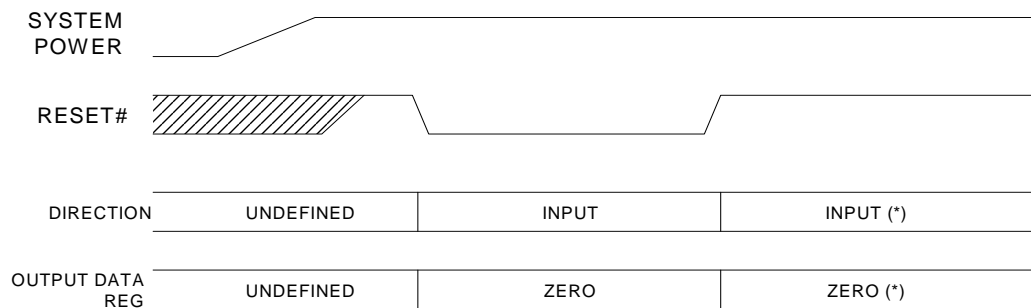 SYSTEM
POWER
RESET#
DIRECTION UNDEFINED INPUT INPUT (*)
OUTPUT DATA
REG
UNDEFINED ZERO ZERO (*)